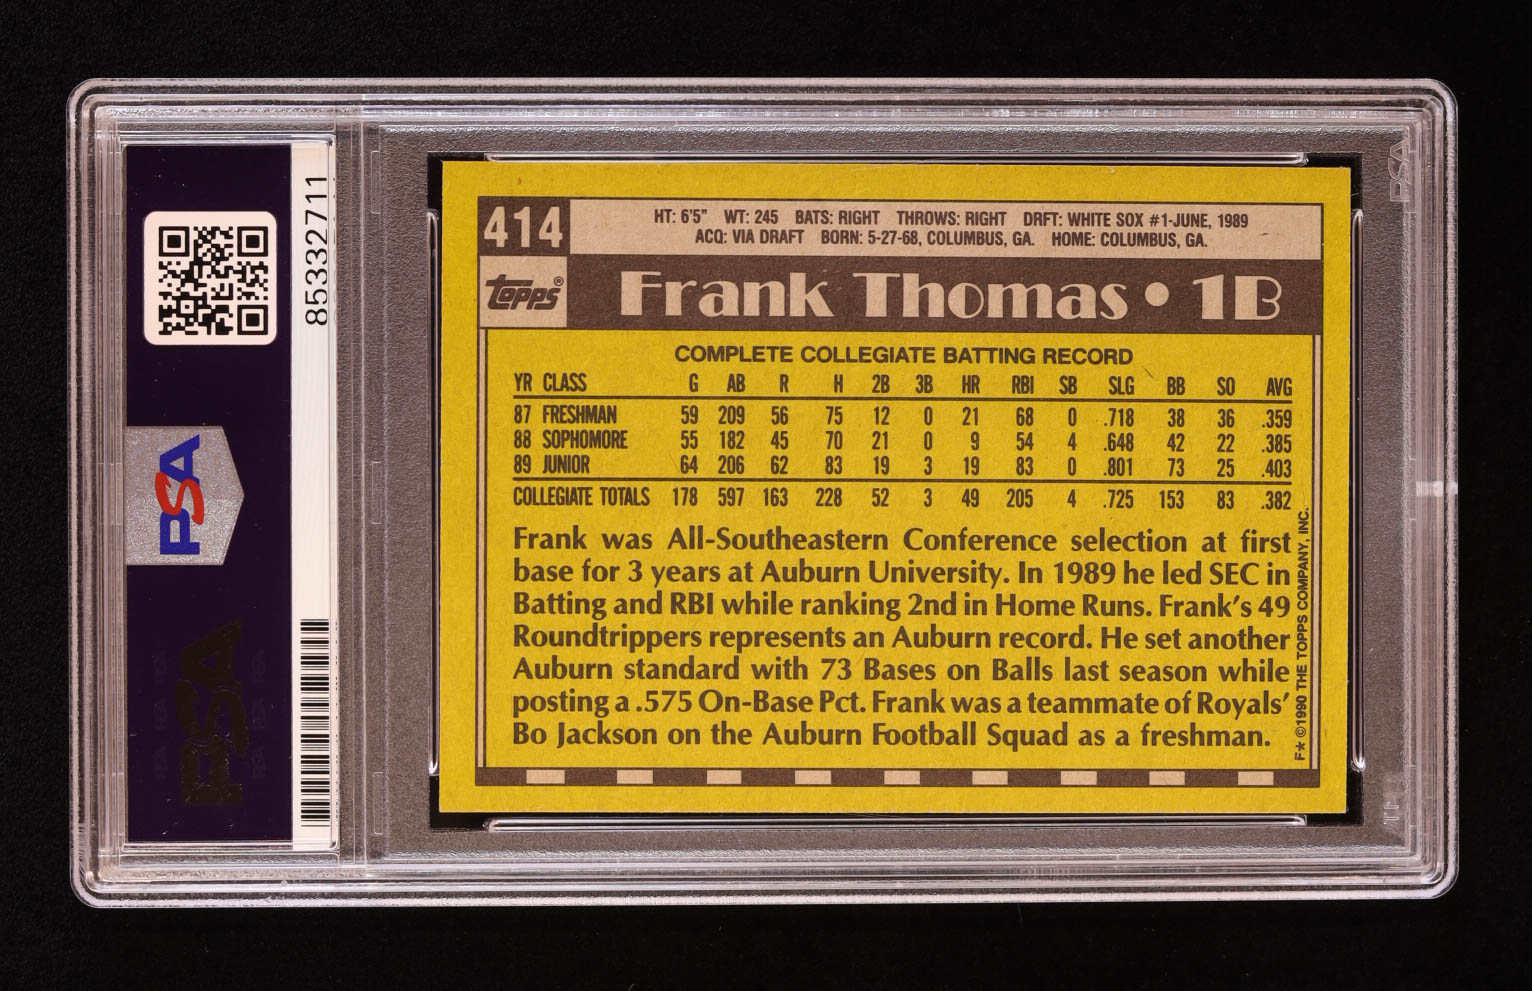 85332711
PSA
PSA
PSA
414
HT: 6'5" WT: 245 BATS: RIGHT THROWS: RIGHT DRFT: WHITE SOX #1-JUNE, 1989
ACQ: VIA DRAFT BORN: 5-27-68, COLUMBUS, GA. HOME: COLUMBUS, GA.
topps®
Frank Thomas • 1B
COMPLETE COLLEGIATE BATTING RECORD
YR CLASS G AB R H 2B 3B HR RBI SB SLG BB SO AVG
87 FRESHMAN 59 209 56 75 12 0 21 68 0 .718 38 36 .359
88 SOPHOMORE 55 182 45 70 21 0 9 54 4 .648 42 22 .385
89 JUNIOR 64 206 62 83 19 3 19 83 0 .801 73 25 .403
COLLEGIATE TOTALS 178 597 163 228 52 3 49 205 4 .725 153 83 .382
Frank was All-Southeastern Conference selection at first
base for 3 years at Auburn University. In 1989 he led SEC in
Batting and RBI while ranking 2nd in Home Runs. Frank's 49
Roundtrippers represents an Auburn record. He set another
Auburn standard with 73 Bases on Balls last season while
posting a .575 On-Base Pct. Frank was a teammate of Royals'
Bo Jackson on the Auburn Football Squad as a freshman.
F* ©1990 THE TOPPS COMPANY, INC.